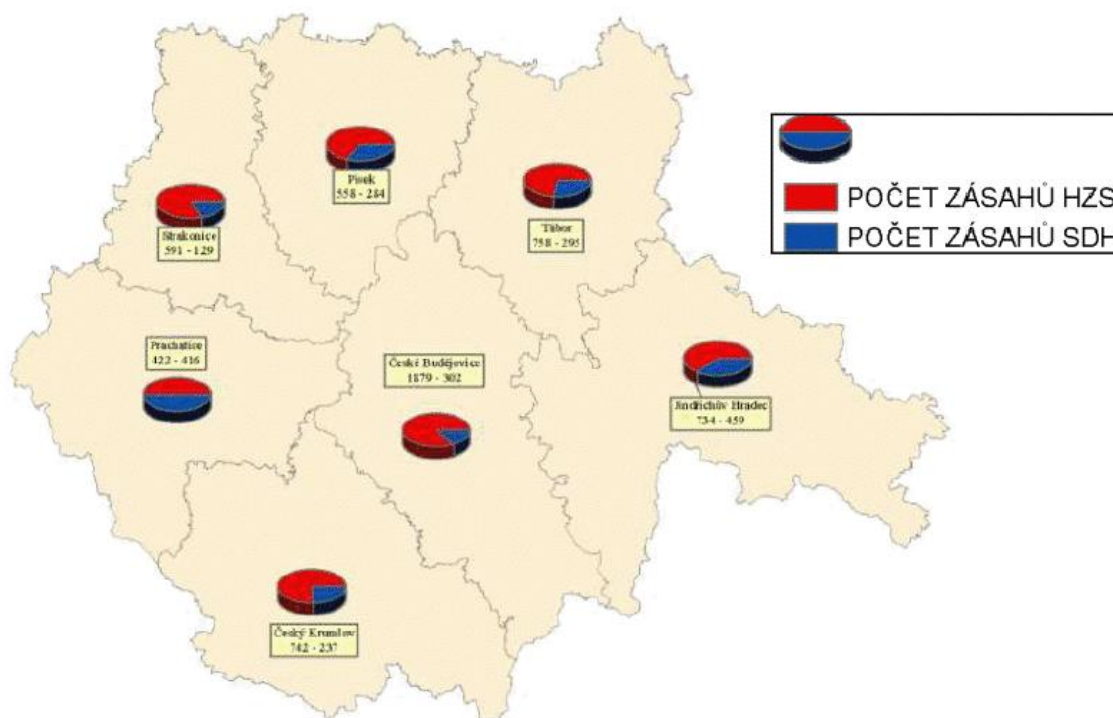 Písek
558 - 284
Tábor
758 - 295
Strakonice
591 - 129
POČET ZÁSAHŮ HZS
POČET ZÁSAHŮ SDH
Prachatice
422 - 416
České Budějovice
1879 - 302
Jindřichův Hradec
734 - 459
Český Krumlov
742 - 237